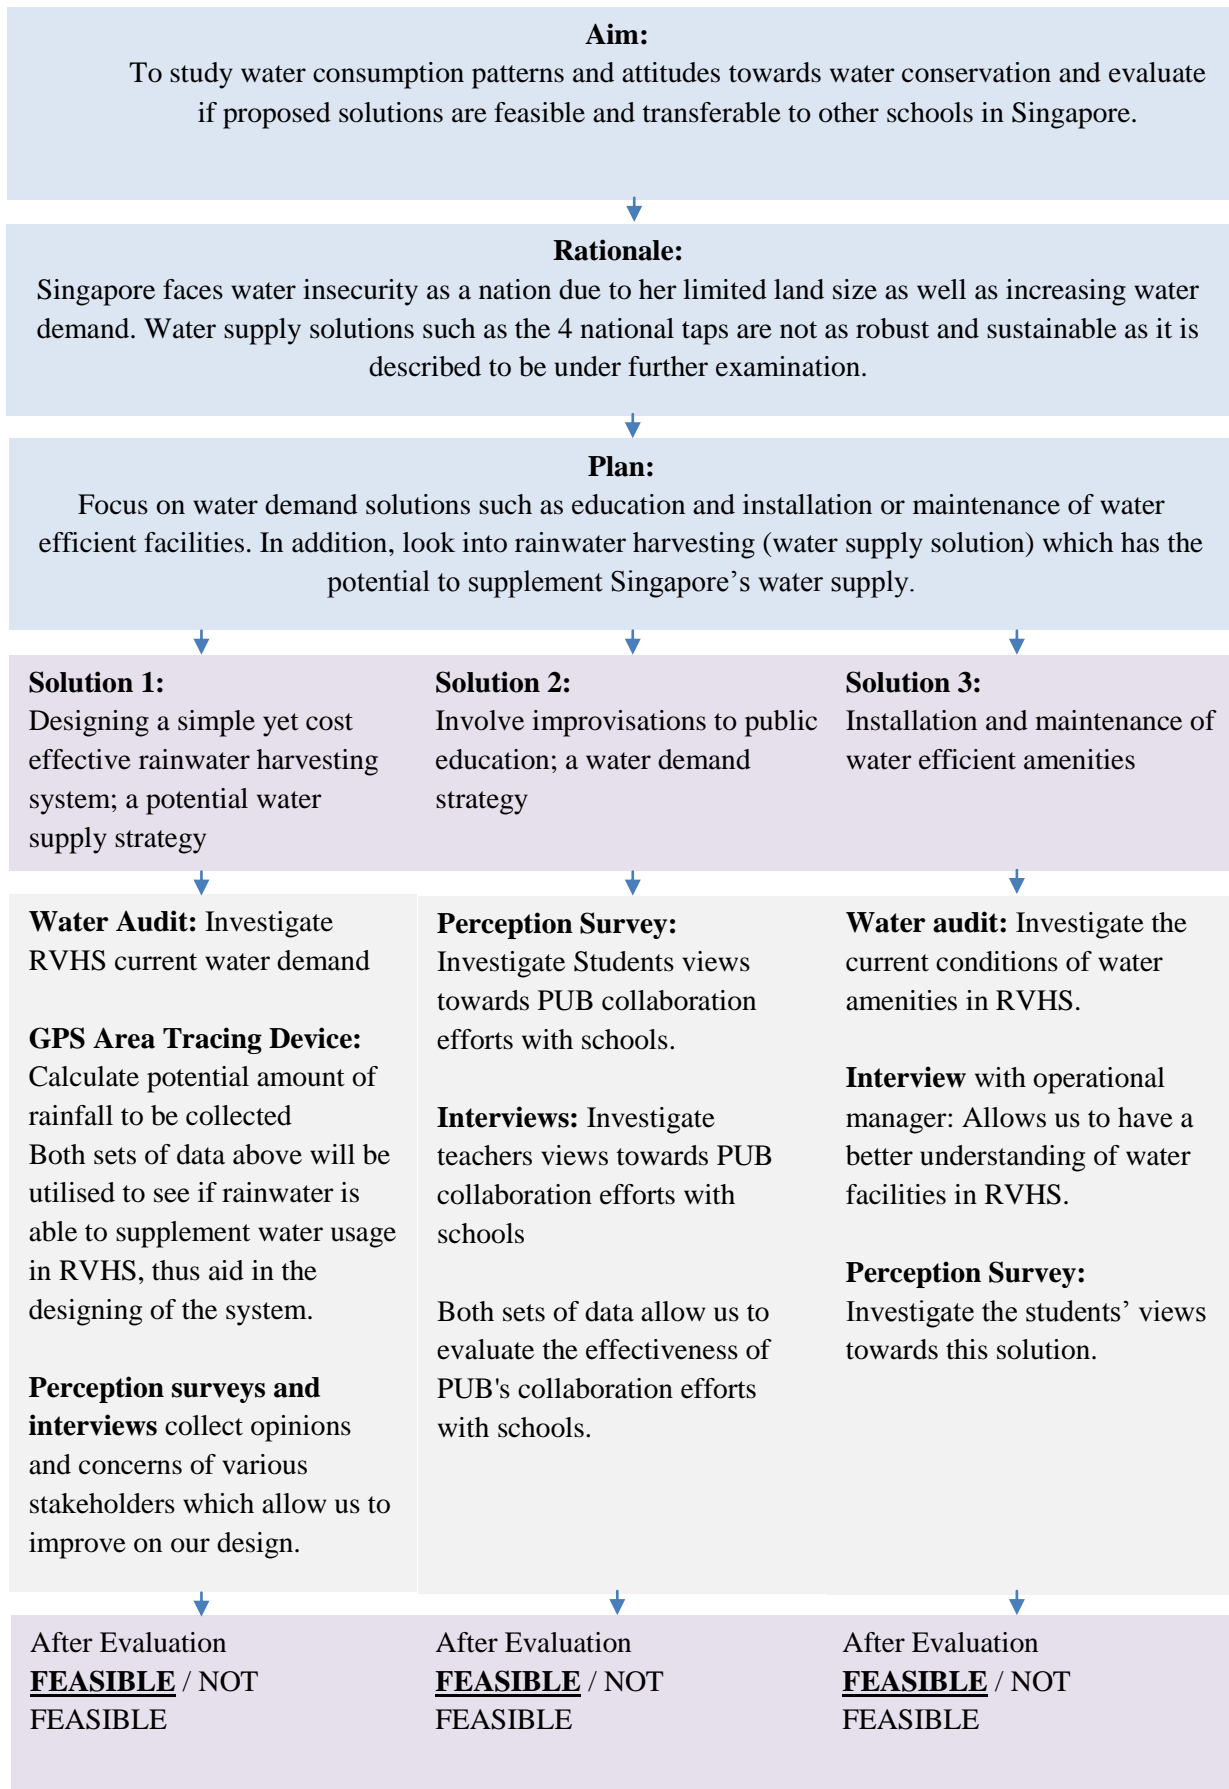 Aim:
To study water consumption patterns and attitudes towards water conservation and evaluate
if proposed solutions are feasible and transferable to other schools in Singapore.
Rationale:
Singapore faces water insecurity as a nation due to her limited land size as well as increasing water
demand. Water supply solutions such as the 4 national taps are not as robust and sustainable as it is
described to be under further examination.
Plan:
Focus on water demand solutions such as education and installation or maintenance of water
efficient facilities. In addition, look into rainwater harvesting (water supply solution) which has the
potential to supplement Singapore’s water supply.
Solution 1:
Designing a simple yet cost
effective rainwater harvesting
system; a potential water
supply strategy
Solution 2:
Involve improvisations to public
education; a water demand
strategy
Solution 3:
Installation and maintenance of
water efficient amenities
Water Audit: Investigate
RVHS current water demand
GPS Area Tracing Device:
Calculate potential amount of
rainfall to be collected
Both sets of data above will be
utilised to see if rainwater is
able to supplement water usage
in RVHS, thus aid in the
designing of the system.
Perception surveys and
interviews collect opinions
and concerns of various
stakeholders which allow us to
improve on our design.
Perception Survey:
Investigate Students views
towards PUB collaboration
efforts with schools.
Interviews: Investigate
teachers views towards PUB
collaboration efforts with
schools
Both sets of data allow us to
evaluate the effectiveness of
PUB's collaboration efforts
with schools.
Water audit: Investigate the
current conditions of water
amenities in RVHS.
Interview with operational
manager: Allows us to have a
better understanding of water
facilities in RVHS.
Perception Survey:
Investigate the students’ views
towards this solution.
After Evaluation
FEASIBLE / NOT
FEASIBLE
After Evaluation
FEASIBLE / NOT
FEASIBLE
After Evaluation
FEASIBLE / NOT
FEASIBLE